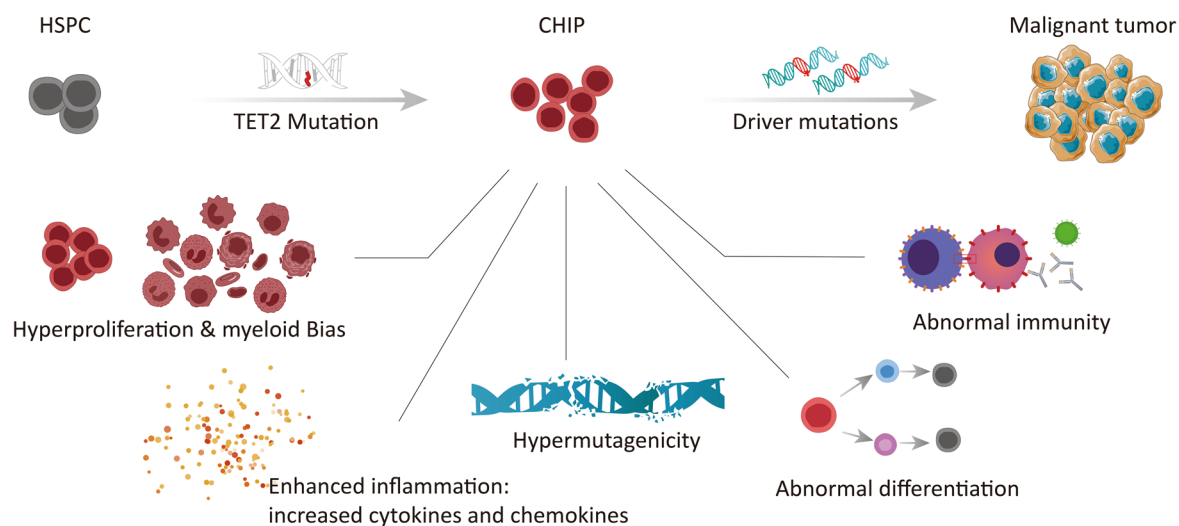 HSPC
CHIP
Malignant tumor
TET2 Mutation
Driver mutations
Hyperproliferation & myeloid Bias
Abnormal immunity
Hypermutagenicity
Enhanced inflammation:
increased cytokines and chemokines
Abnormal differentiation